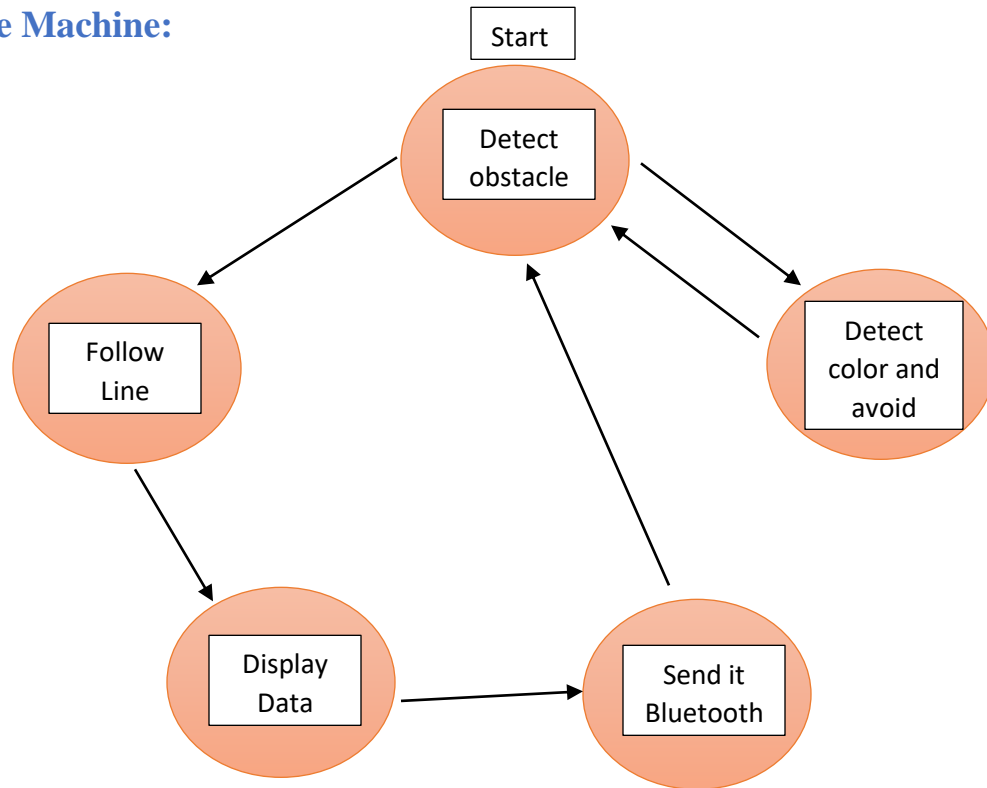 e Machine:
Start
Detect
obstacle
Follow
Line
Detect
color and
avoid
Display
Data
Send it
Bluetooth